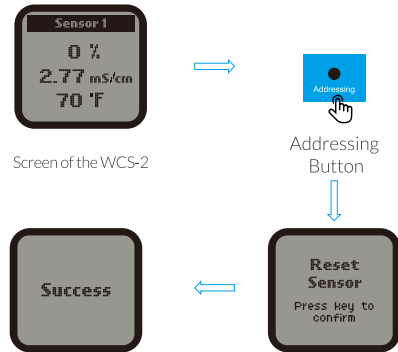 Sensor 1
0 %
2.77 mS/cm
70 °F
Screen of the WCS-2
Addressing
Addressing
Button
Reset
Sensor
Press key to
confirm
Success